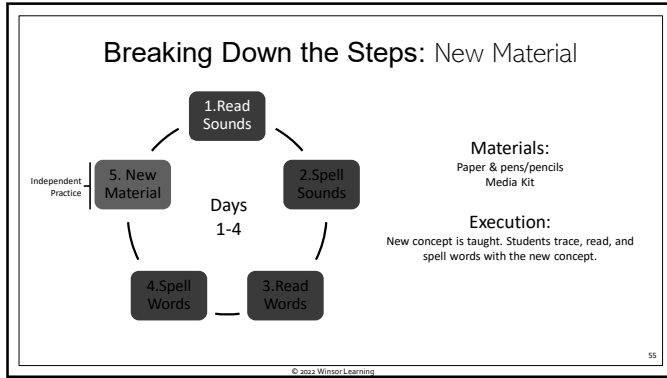 Breaking Down the Steps: New Material
1.Read
Sounds
2.Spell
Sounds
3.Read
Words
4.Spell
Words
5. New
Material
Independent
Practice
Days
1-4
Materials:
Paper & pens/pencils
Media Kit
Execution:
New concept is taught. Students trace, read, and
spell words with the new concept.
55
© 2022 Winsor Learning